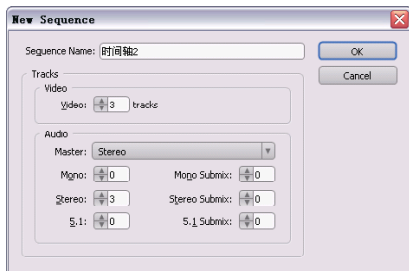 New Sequence
Sequence Name: 时间轴2
OK
Cancel
Tracks
Video
Video: 3 tracks
Audio
Master: Stereo
Mono: 0 Mono Submix: 0
Stereo: 3 Stereo Submix: 0
5.1: 0 5.1 Submix: 0